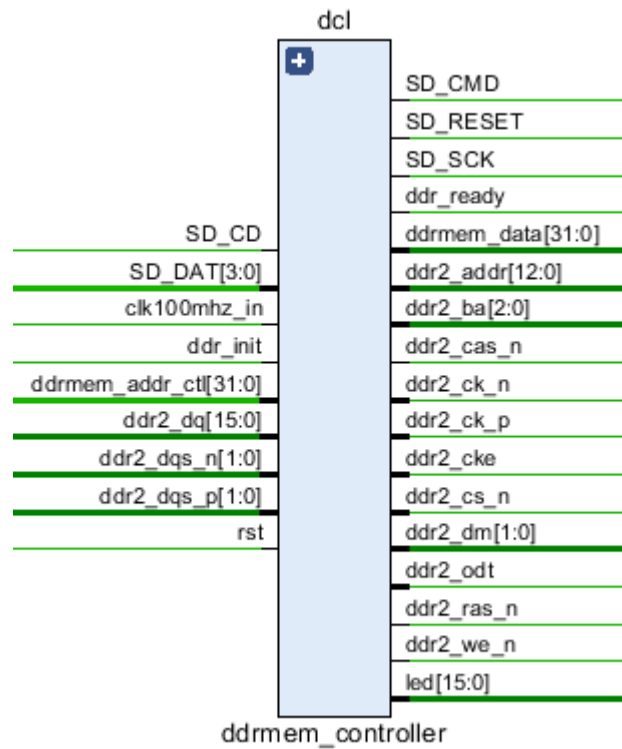 dcl
SD_CMD
SD_RESET
SD_SCK
ddr_ready
SD_CD
ddrmem_data[31:0]
SD_DAT[3:0]
ddr2_addr[12:0]
clk100mhz_in
ddr2_ba[2:0]
ddr_init
ddr2_cas_n
ddrmem_addr_ctl[31:0]
ddr2_ck_n
ddr2_dq[15:0]
ddr2_ck_p
ddr2_dqs_n[1:0]
ddr2_cke
ddr2_dqs_p[1:0]
ddr2_cs_n
rst
ddr2_dm[1:0]
ddr2_odt
ddr2_ras_n
ddr2_we_n
led[15:0]
ddrmem_controller